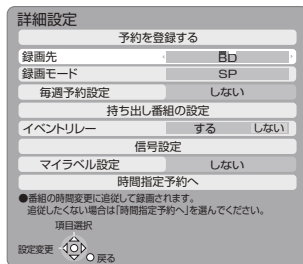 詳細設定
予約を登録する
録画先 BD
録画モード SP
毎週予約設定 しない
持ち出し番組の設定
イベントリレー する しない
信号設定
マイラベル設定 しない
時間指定予約へ
●番組の時間変更に追従して録画されます。
追従したくない場合は「時間指定予約へ」を選んでください。
項目選択
設定変更 戻る